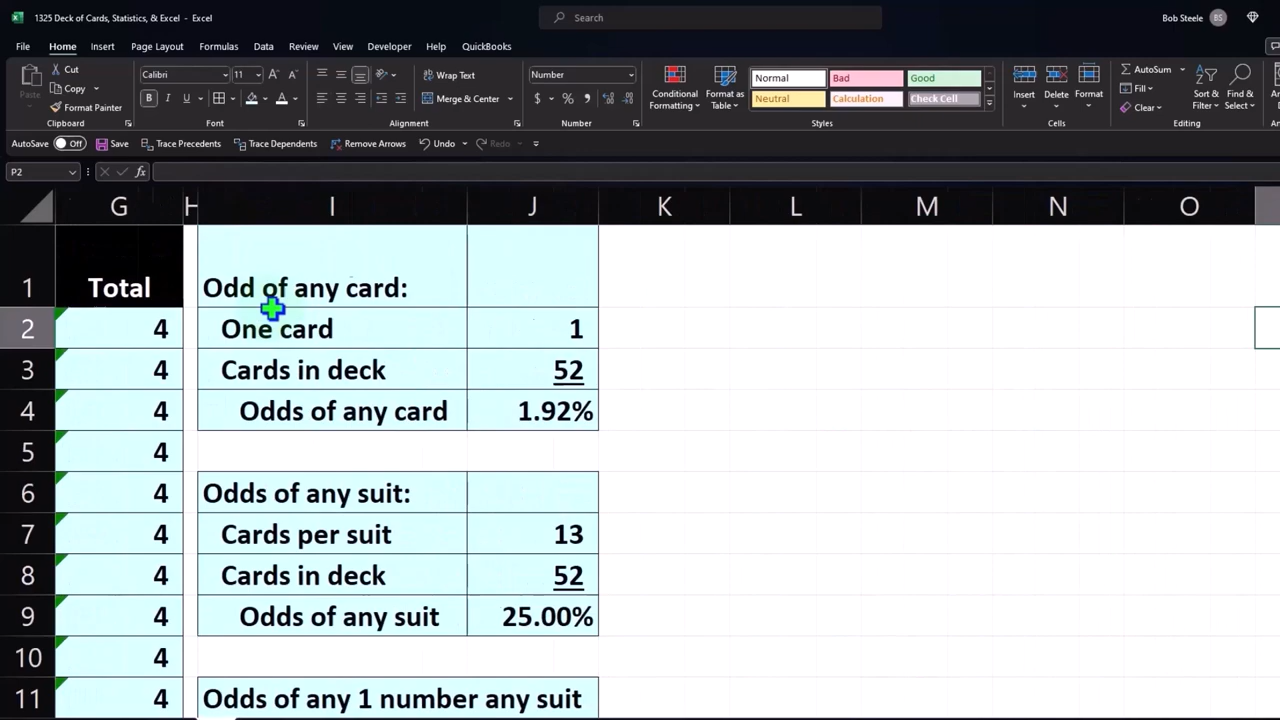 1325 Deck of Cards, Statistics, & Excel - Excel
Search
Bob Steele BS
File Home Insert Page Layout Formulas Data Review View Developer Help QuickBooks
Paste
Cut
Copy
Format Painter
Clipboard
Calibri 11
B I U
Font
Wrap Text
Merge & Center
Alignment
Number
$ % ,
Number
Conditional Formatting
Format as Table
Normal Bad Good
Neutral Calculation Check Cell
Styles
Insert Delete Format
Cells
AutoSum
Fill
Clear
Sort & Filter
Find & Select
Editing
AutoSave Off Save Trace Precedents Trace Dependents Remove Arrows Undo Redo
P2 fx
G H I J K L M N O
1 Total Odd of any card:
2 4 One card 1
3 4 Cards in deck 52
4 4 Odds of any card 1.92%
5 4
6 4 Odds of any suit:
7 4 Cards per suit 13
8 4 Cards in deck 52
9 4 Odds of any suit 25.00%
10 4
11 4 Odds of any 1 number any suit